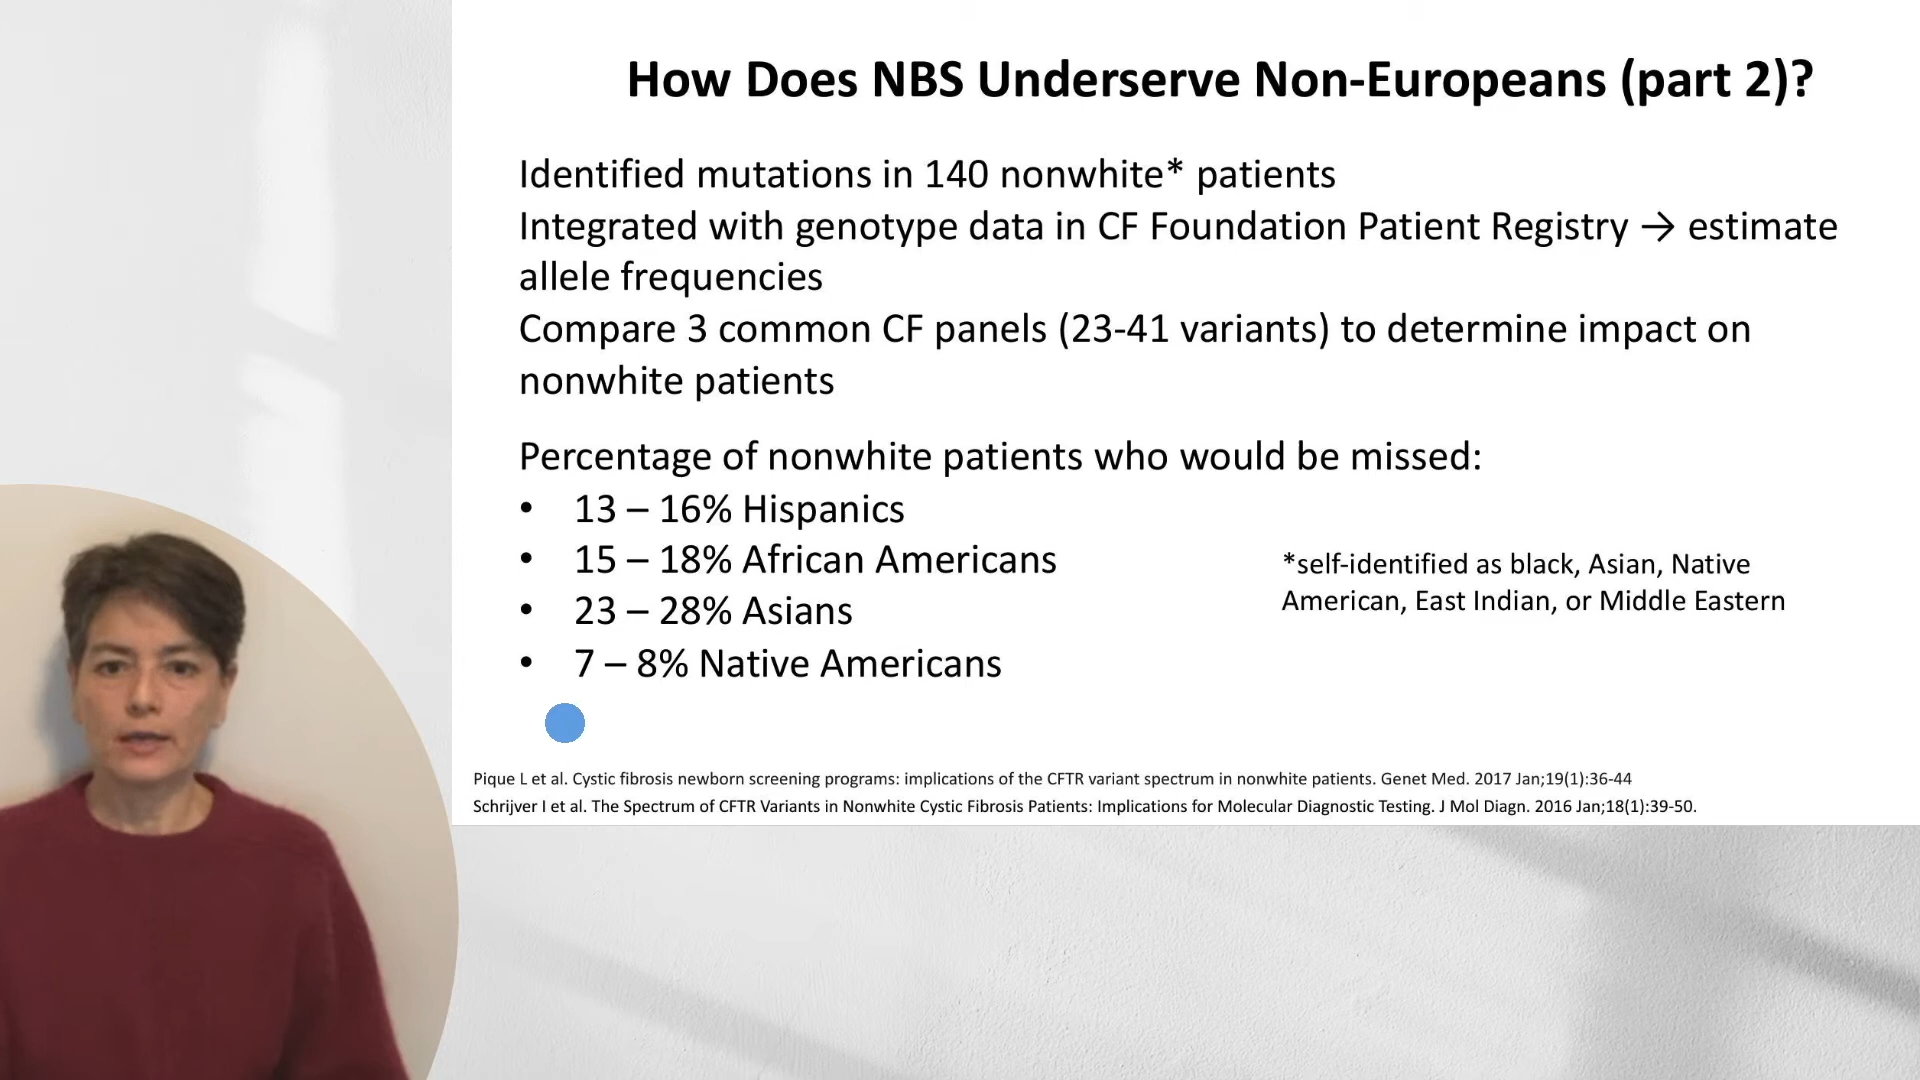 How Does NBS Underserve Non-Europeans (part 2)?
Identified mutations in 140 nonwhite* patients
Integrated with genotype data in CF Foundation Patient Registry → estimate
allele frequencies
Compare 3 common CF panels (23-41 variants) to determine impact on
nonwhite patients
Percentage of nonwhite patients who would be missed:
• 13 – 16% Hispanics
• 15 – 18% African Americans
• 23 – 28% Asians
• 7 – 8% Native Americans
*self-identified as black, Asian, Native
American, East Indian, or Middle Eastern
Pique L et al. Cystic fibrosis newborn screening programs: implications of the CFTR variant spectrum in nonwhite patients. Genet Med. 2017 Jan;19(1):36-44
Schrijver I et al. The Spectrum of CFTR Variants in Nonwhite Cystic Fibrosis Patients: Implications for Molecular Diagnostic Testing. J Mol Diagn. 2016 Jan;18(1):39-50.